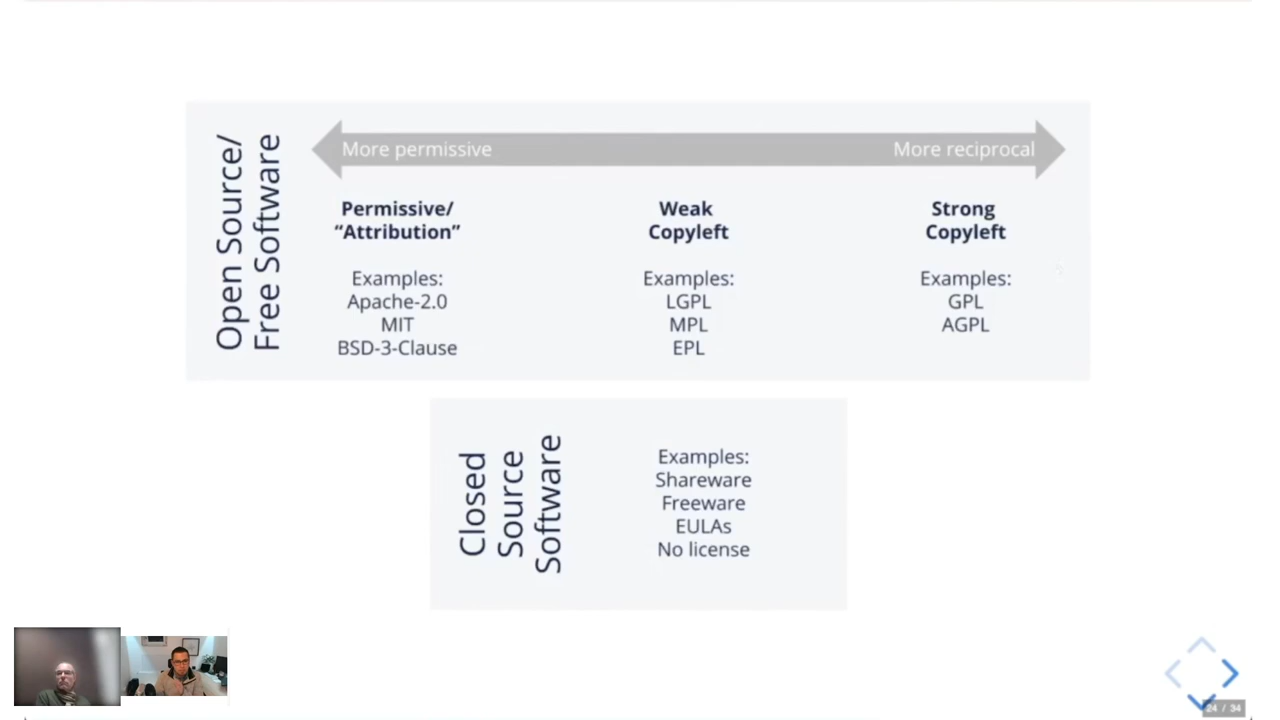 Open Source/
Free Software
More permissive
More reciprocal
Permissive/
“Attribution”
Examples:
Apache-2.0
MIT
BSD-3-Clause
Weak
Copyleft
Examples:
LGPL
MPL
EPL
Strong
Copyleft
Examples:
GPL
AGPL
Closed
Source
Software
Examples:
Shareware
Freeware
EULAs
No license
24 / 34